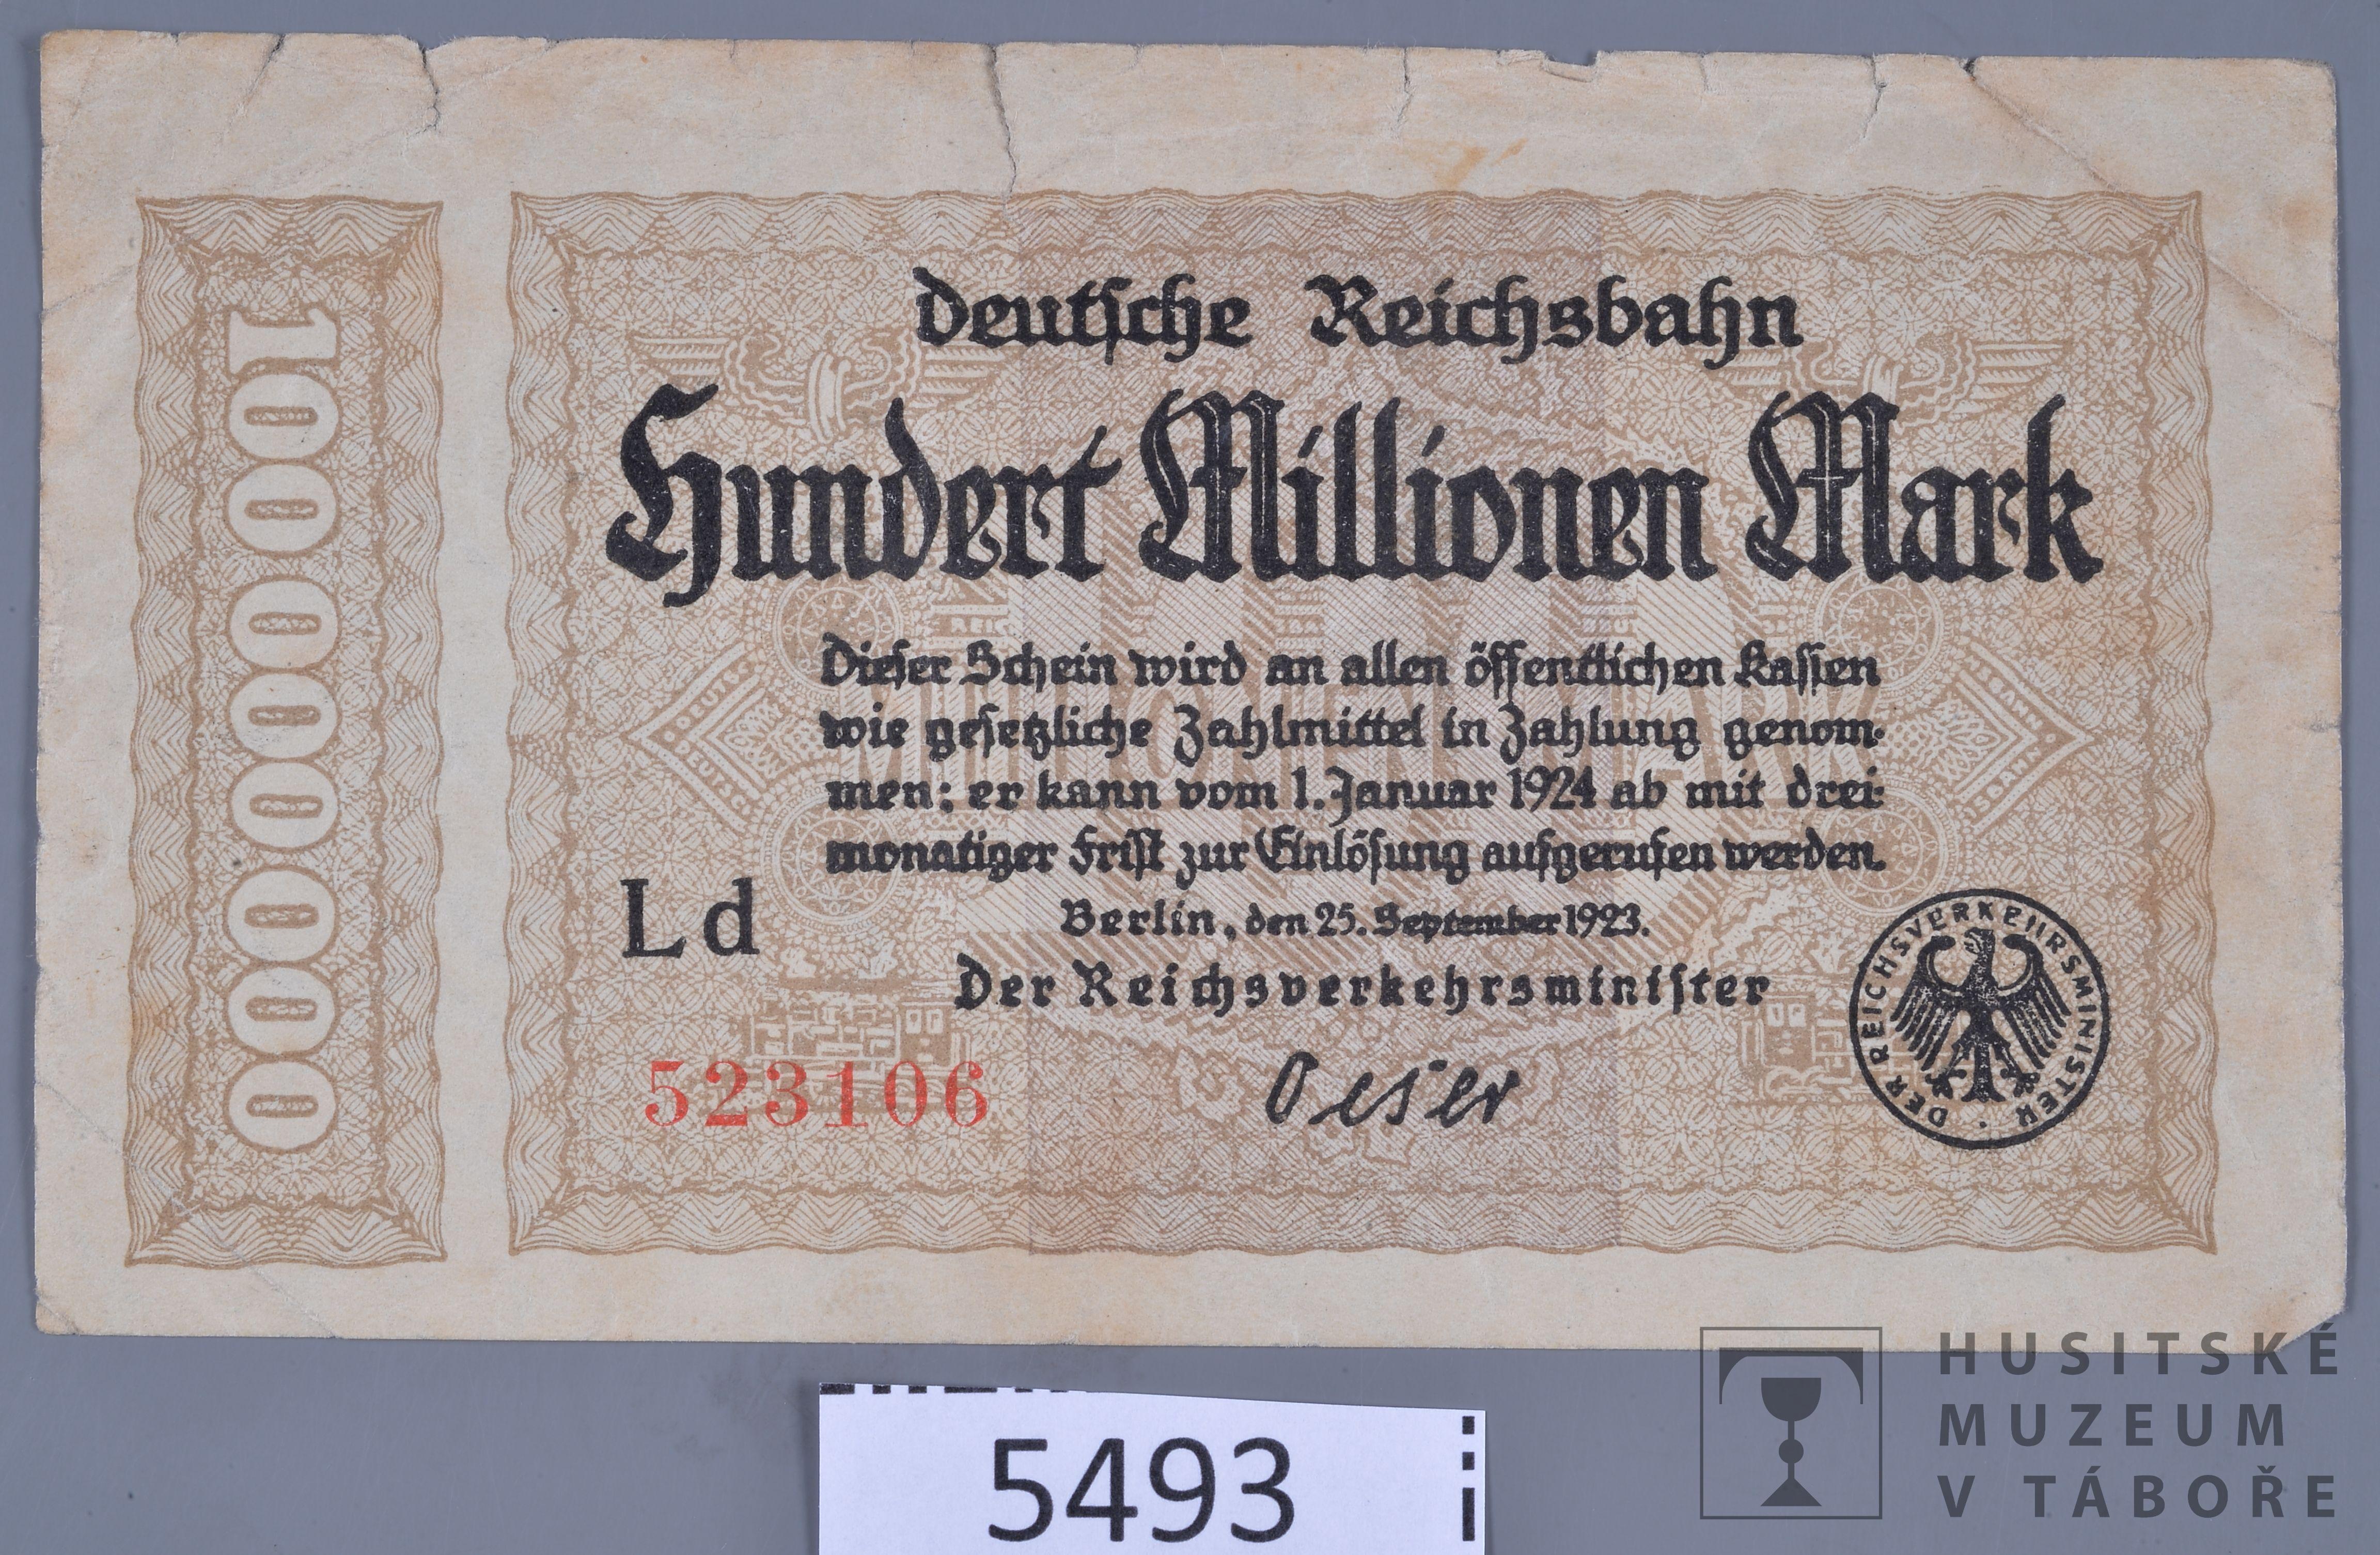 100000000
Deutsche Reichsbahn
Hundert Millionen Mark
Dieser Schein wird an allen öffentlichen Kassen
wie gesetzliche Zahlmittel in Zahlung genom-
men; er kann vom 1. Januar 1924 ab mit drei-
monatiger Frist zur Einlösung aufgerufen werden.
Ld
Berlin, den 25. September 1923.
Der Reichsverkehrsminister
523106
Oeser
DER REICHSVERKEHRSMINISTER
5493
HUSITSKÉ
MUZEUM
V TÁBOŘE